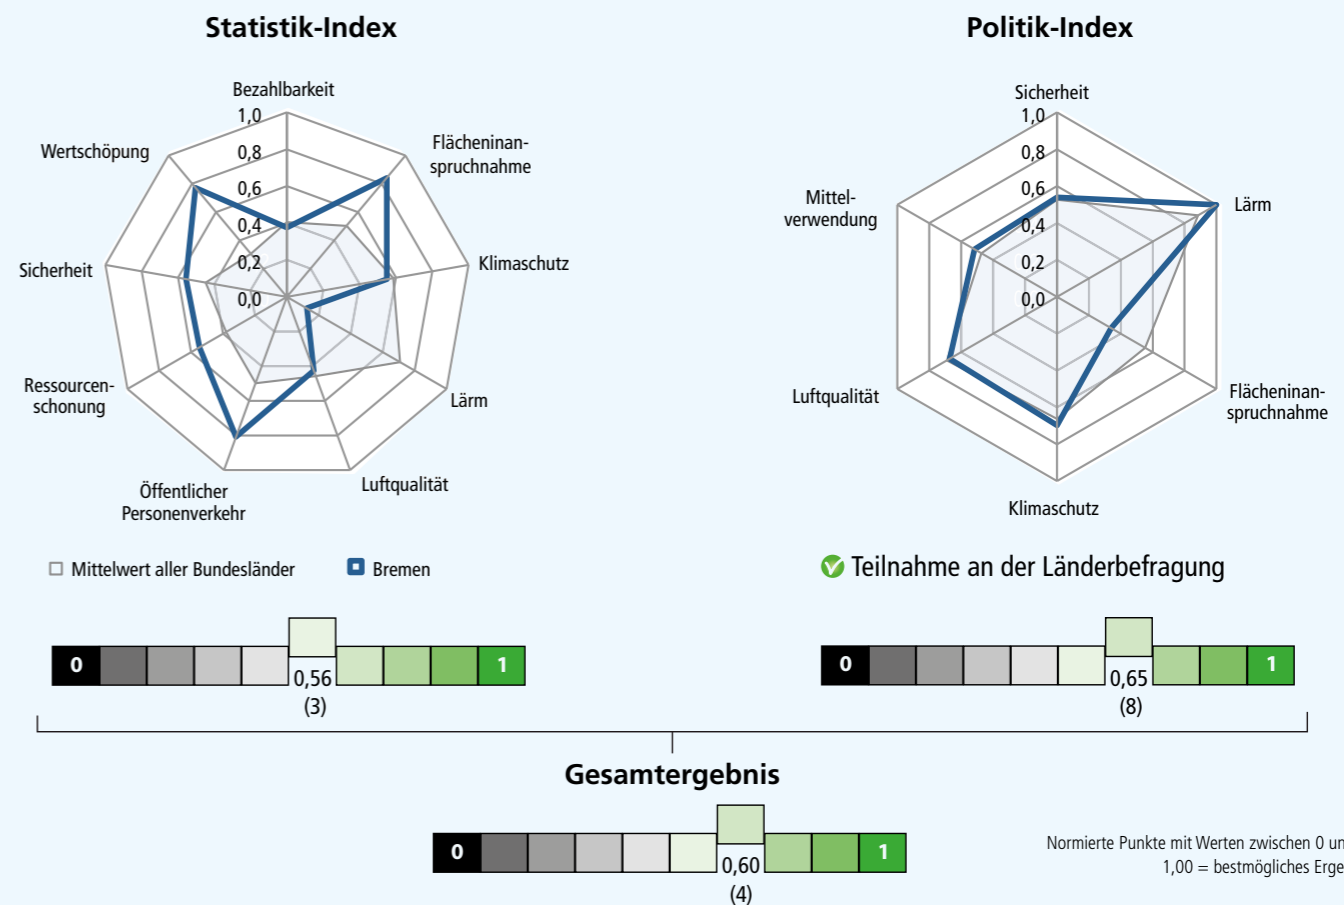 Statistik-Index
Bezahlbarkeit
1,0
0,8
0,6
0,4
0,2
0,0
Flächeninan-
spruchnahme
Klimaschutz
Lärm
Luftqualität
Öffentlicher
Personenverkehr
Ressourcen-
schonung
Sicherheit
Wertschöpung
Mittelwert aller Bundesländer
Bremen
0
1
0,56
(3)
Politik-Index
Sicherheit
1,0
0,8
0,6
0,4
0,2
0,0
Lärm
Flächeninan-
spruchnahme
Klimaschutz
Luftqualität
Mittel-
verwendung
Teilnahme an der Länderbefragung
0
1
0,65
(8)
Gesamtergebnis
0
1
0,60
(4)
Normierte Punkte mit Werten zwischen 0 un
1,00 = bestmögliches Erge